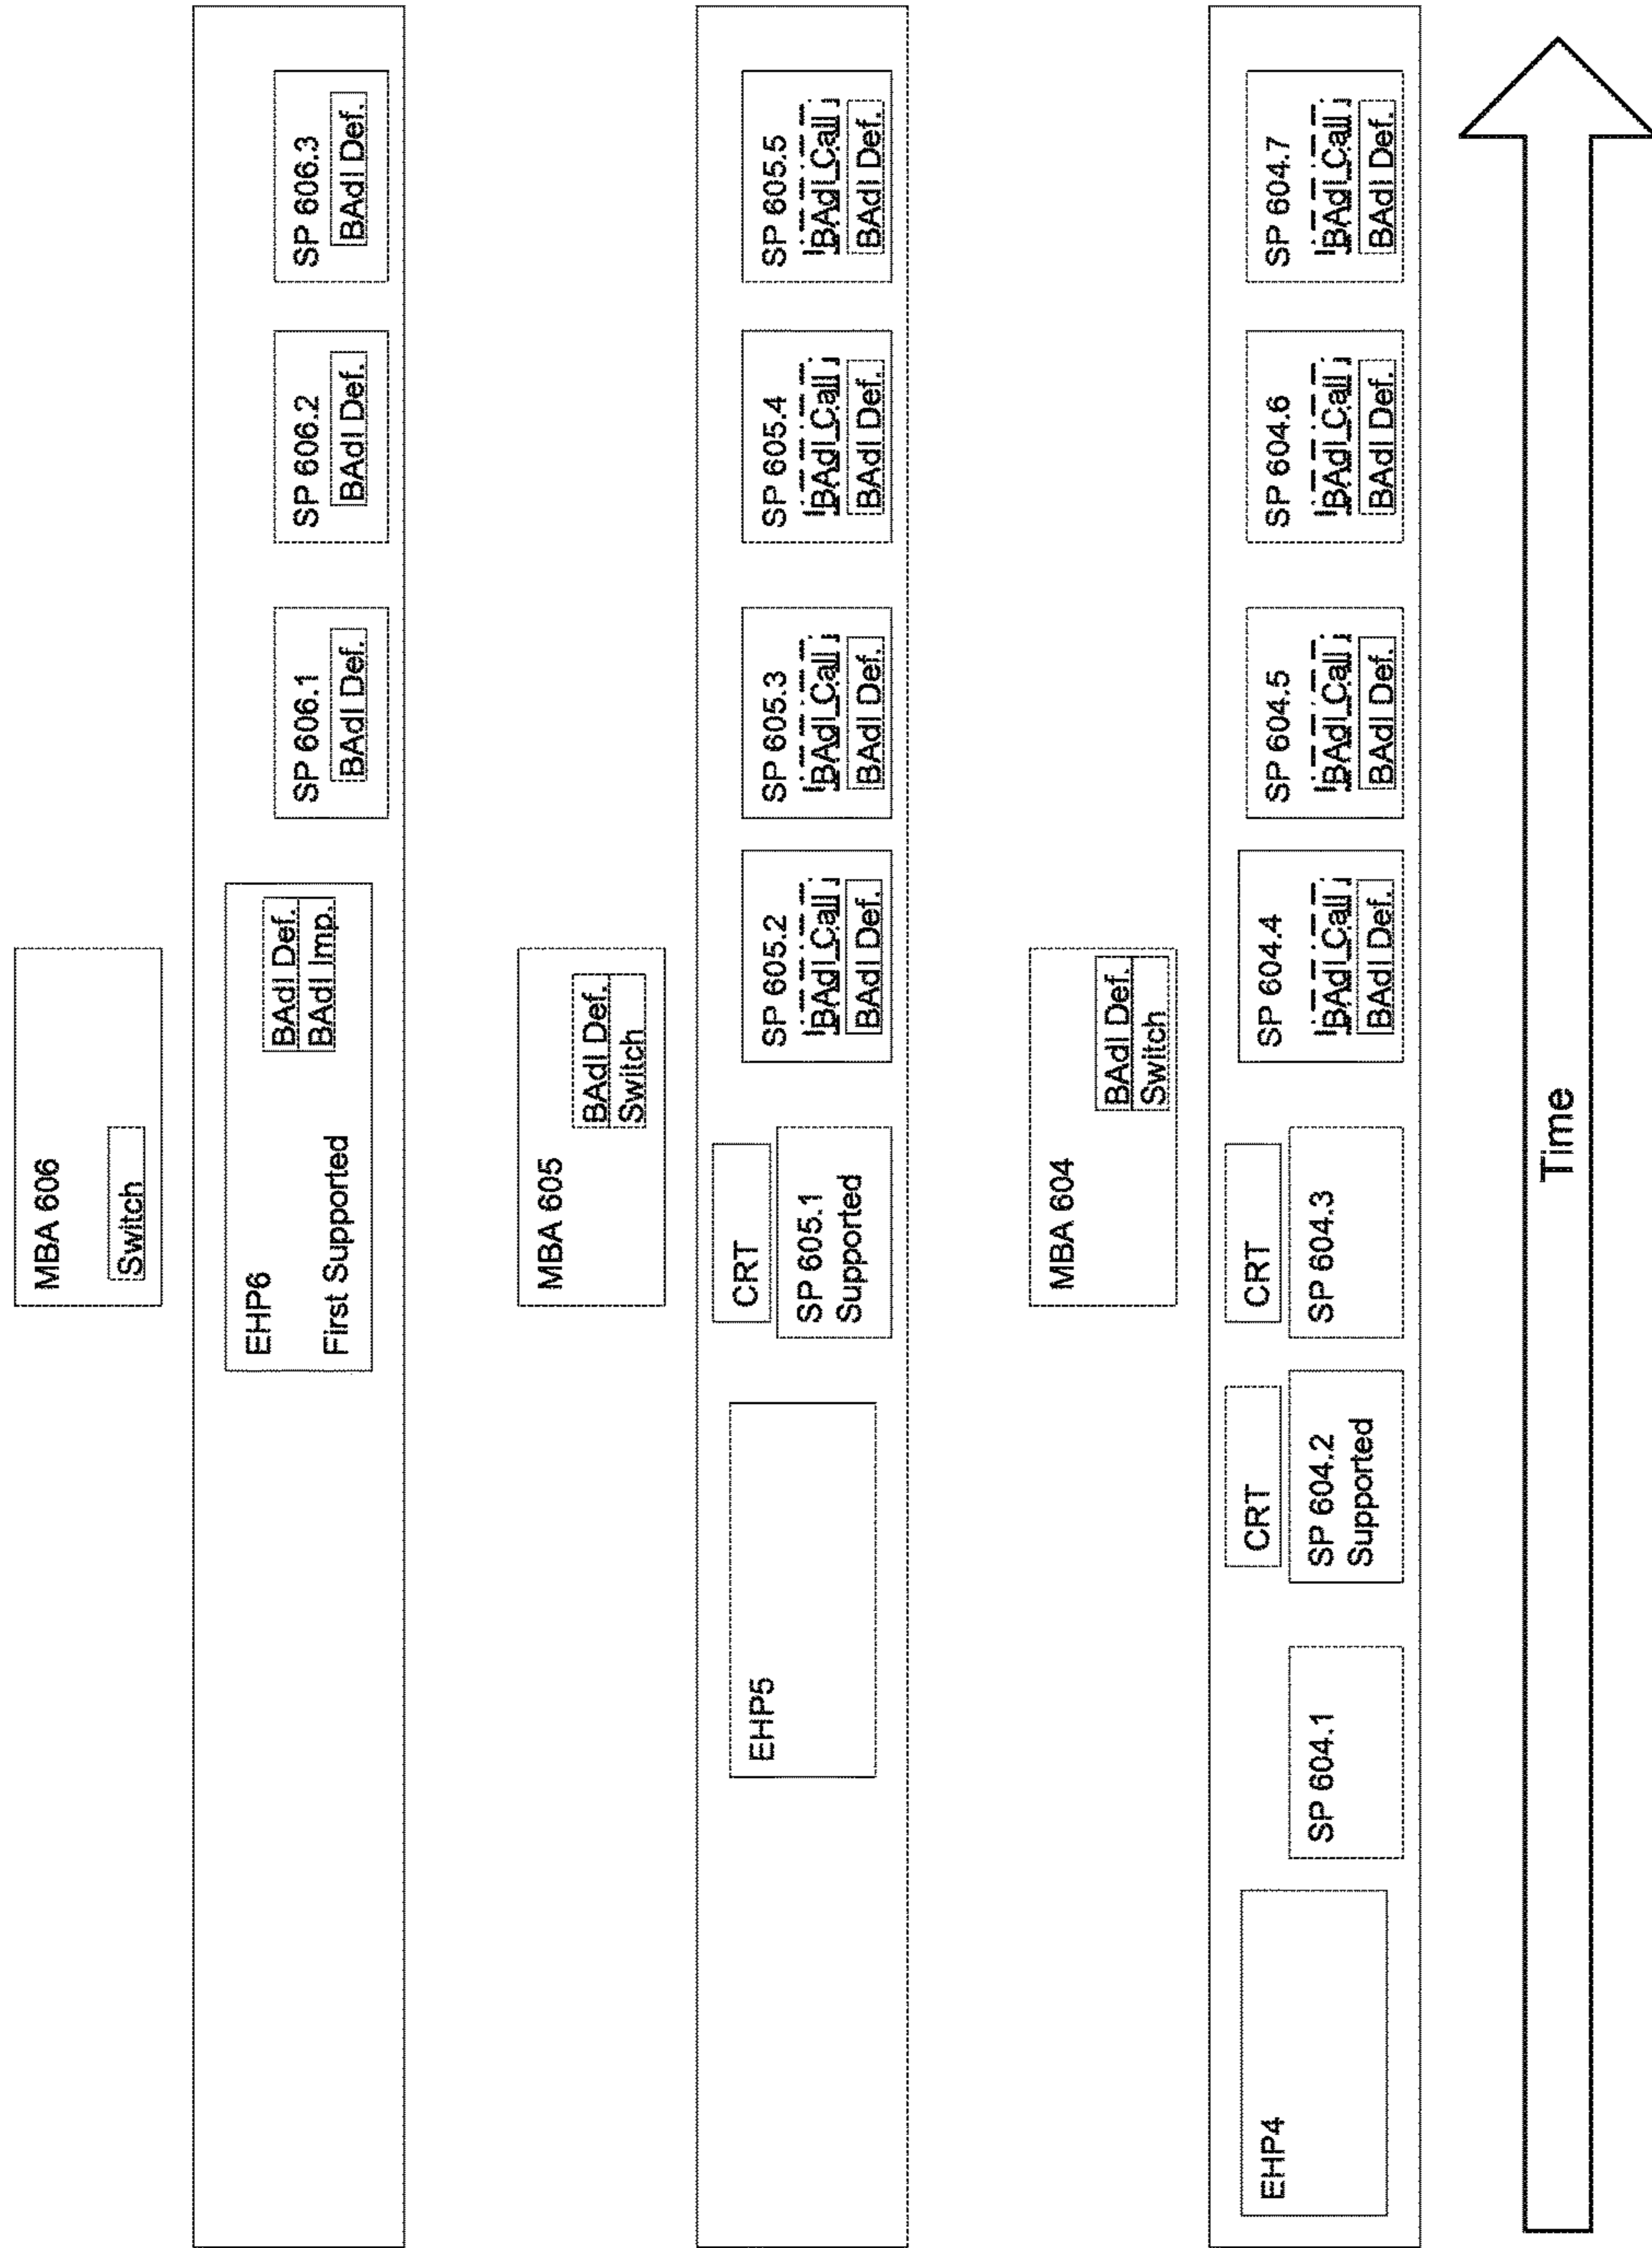 MBA 606
Switch
EHP6
First Supported
BAdI Def.
BAdI Imp.
SP 606.1
BAdI Def.
SP 606.2
BAdI Def.
SP 606.3
BAdI Def.
MBA 605
BAdI Def.
Switch
EHP5
CRT
SP 605.1
Supported
SP 605.2
BAdI Call
BAdI Def.
SP 605.3
BAdI Call
BAdI Def.
SP 605.4
BAdI Call
BAdI Def.
SP 605.5
BAdI Call
BAdI Def.
MBA 604
BAdI Def.
Switch
EHP4
SP 604.1
CRT
SP 604.2
Supported
CRT
SP 604.3
SP 604.4
BAdI Call
BAdI Def.
SP 604.5
BAdI Call
BAdI Def.
SP 604.6
BAdI Call
BAdI Def.
SP 604.7
BAdI Call
BAdI Def.
Time